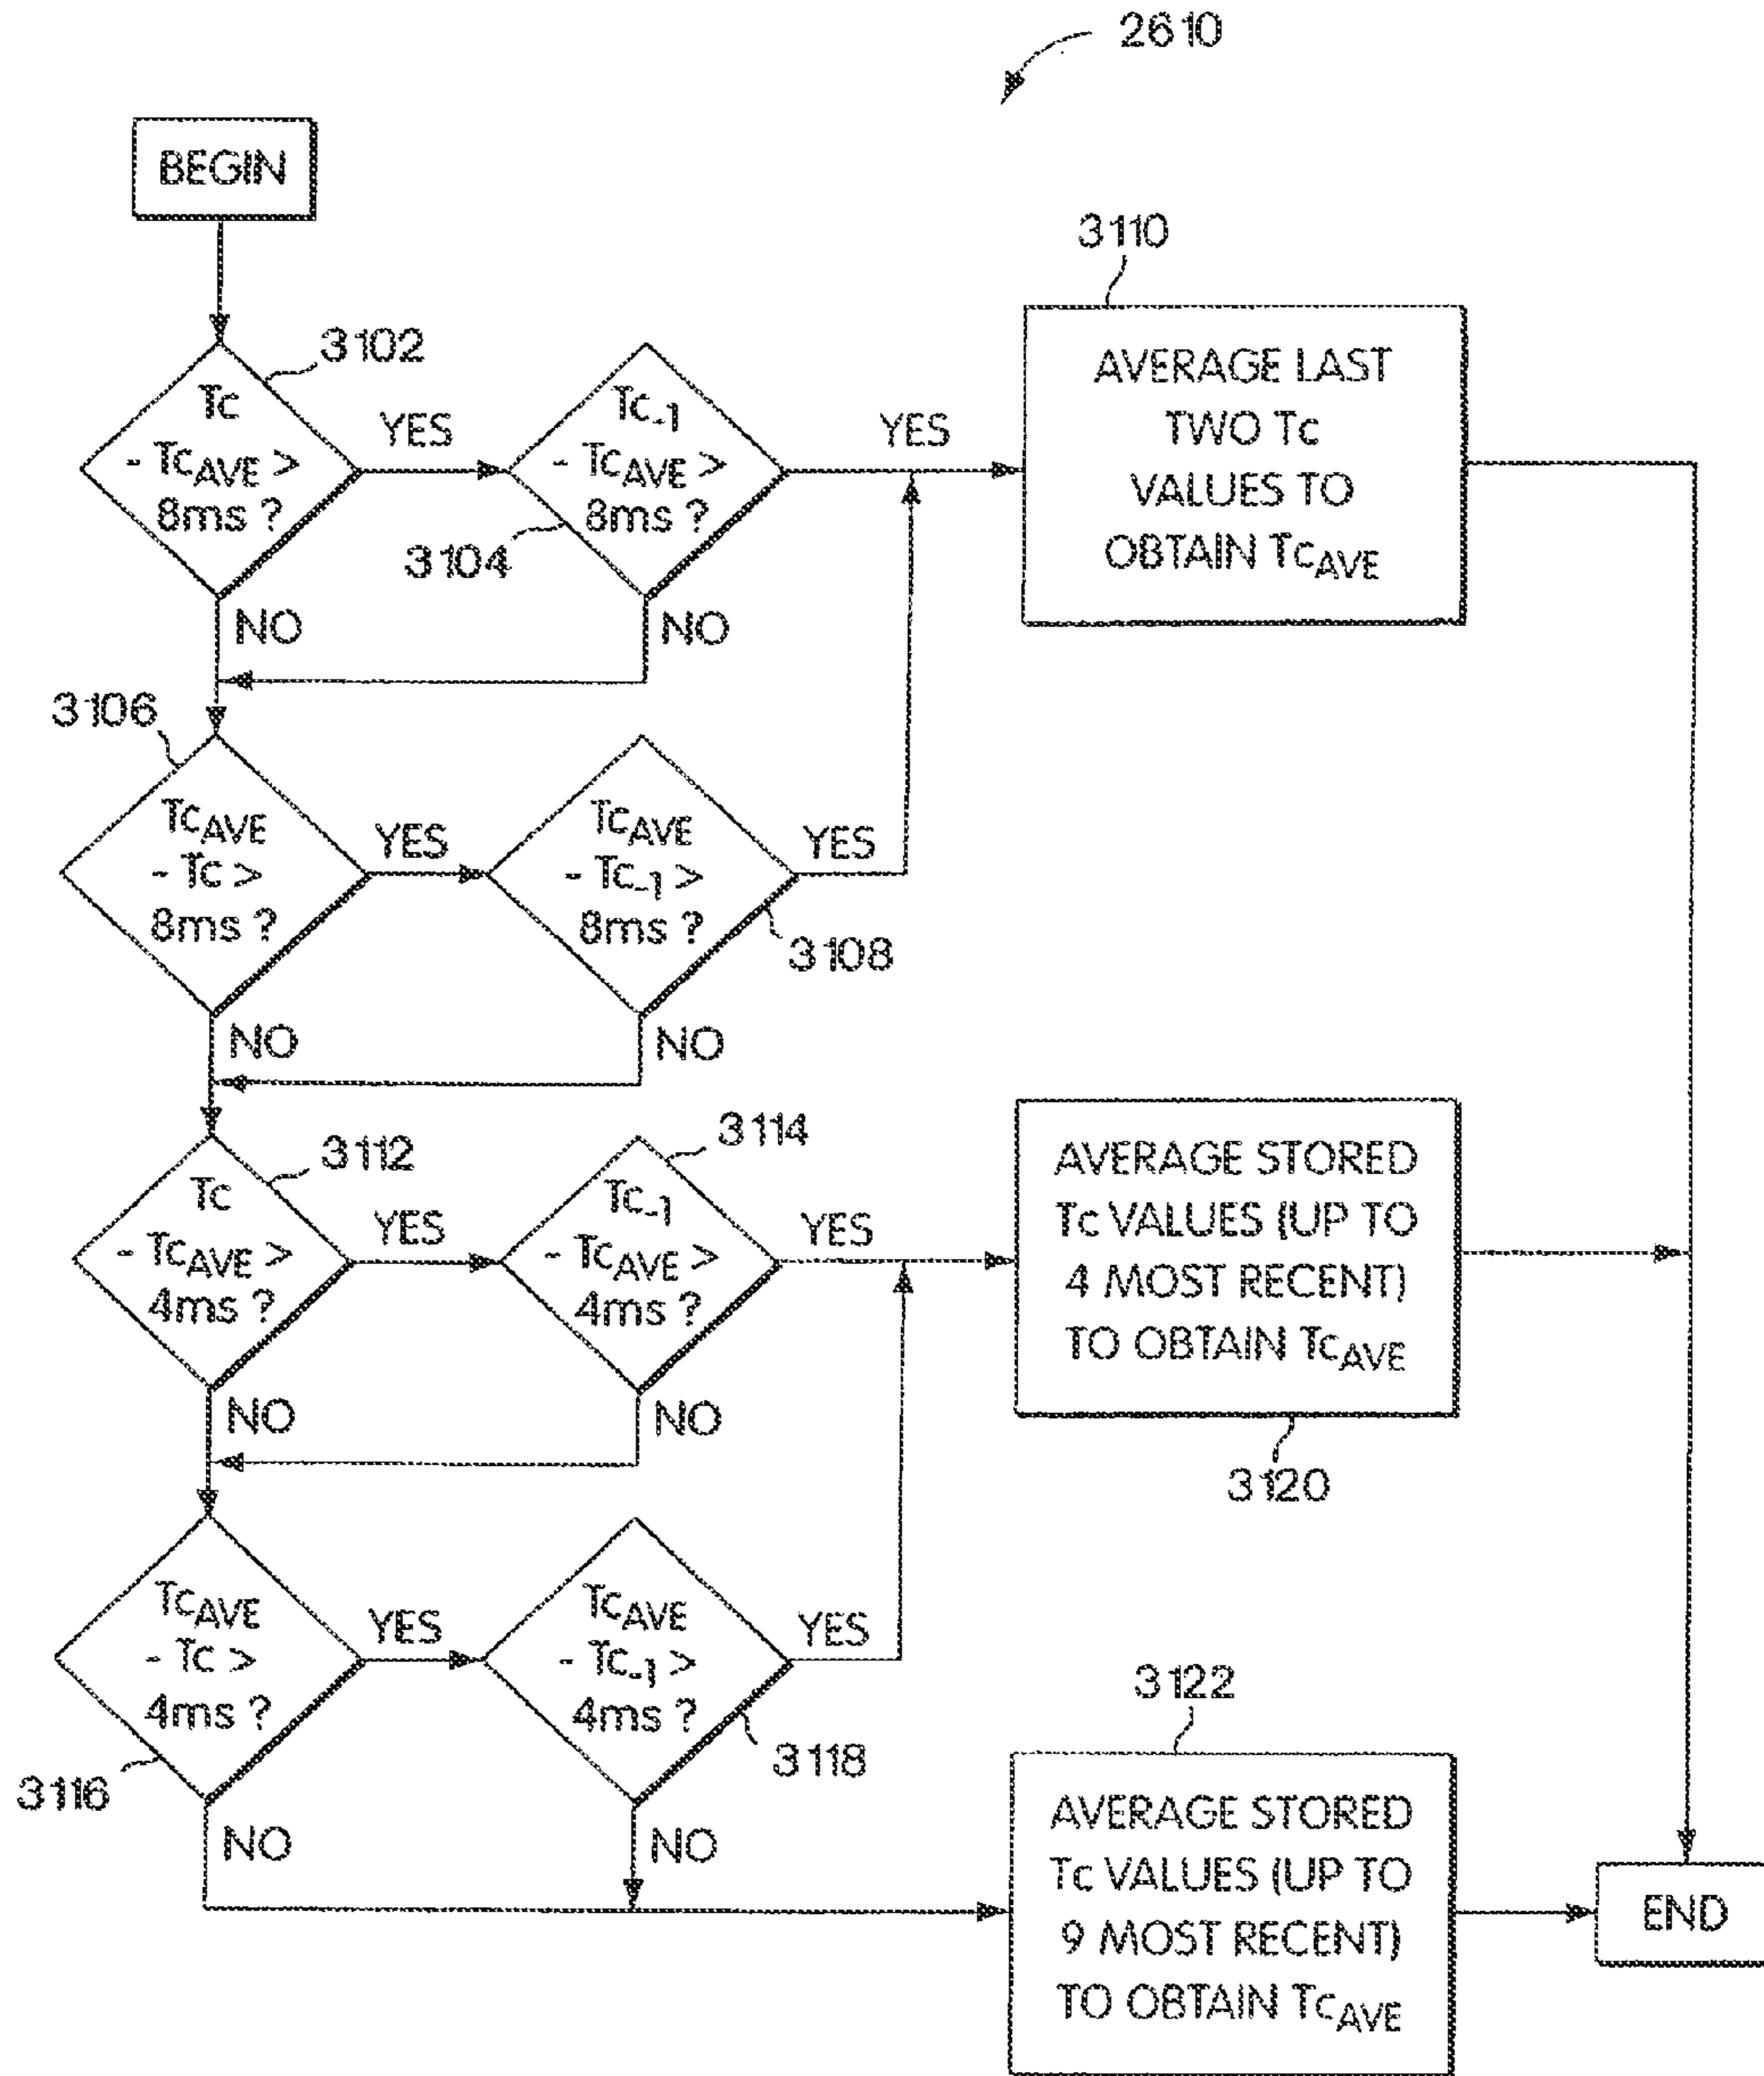 2610
BEGIN
3110
3102
Tc
- TcAVE >
8ms ?
YES
Tc-1
- TcAVE >
8ms ?
3104
YES
AVERAGE LAST
TWO Tc
VALUES TO
OBTAIN TcAVE
NO
NO
3106
TcAVE
- Tc >
8ms ?
YES
TcAVE
- Tc-1 >
8ms ?
YES
3108
NO
NO
3112
Tc
- TcAVE >
4ms ?
YES
3114
Tc-1
- TcAVE >
4ms ?
YES
AVERAGE STORED
Tc VALUES (UP TO
4 MOST RECENT)
TO OBTAIN TcAVE
3120
NO
NO
TcAVE
- Tc >
4ms ?
3116
YES
TcAVE
- Tc-1 >
4ms ?
3118
YES
NO
NO
3122
AVERAGE STORED
Tc VALUES (UP TO
9 MOST RECENT)
TO OBTAIN TcAVE
END